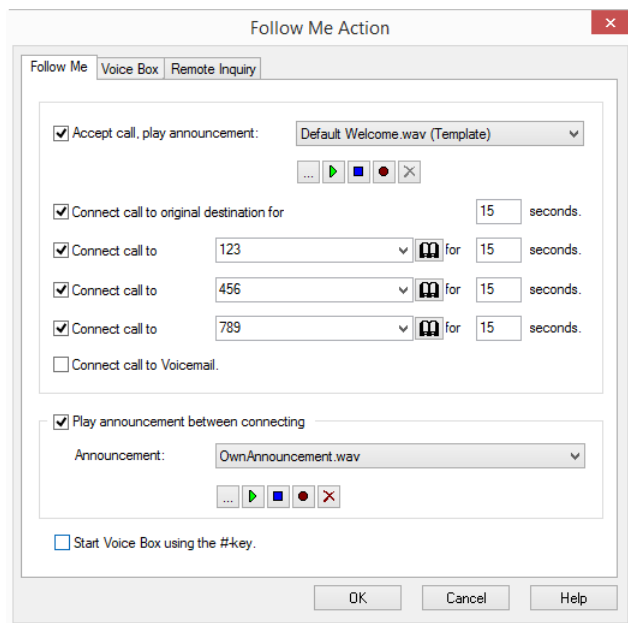 Follow Me Action
Follow Me Voice Box Remote Inquiry
Accept call, play announcement: Default Welcome.wav (Template)
...
Connect call to original destination for 15 seconds.
Connect call to 123 for 15 seconds.
Connect call to 456 for 15 seconds.
Connect call to 789 for 15 seconds.
Connect call to Voicemail.
Play announcement between connecting
Announcement: OwnAnnouncement.wav
...
Start Voice Box using the #-key.
OK Cancel Help